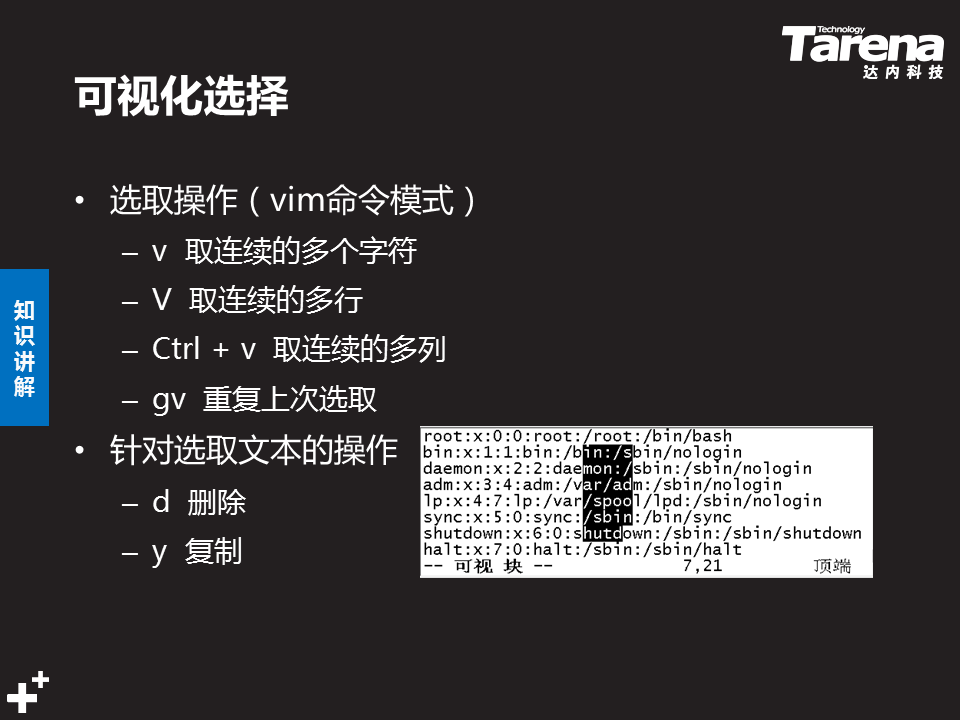 Technology
Tarena
达内科技
可视化选择
• 选取操作（vim命令模式）
– v 取连续的多个字符
– V 取连续的多行
– Ctrl + v 取连续的多列
– gv 重复上次选取
• 针对选取文本的操作
– d 删除
– y 复制
知识讲解
root:x:0:0:root:/root:/bin/bash
bin:x:1:1:bin:/bin:/sbin/nologin
daemon:x:2:2:daemon:/sbin:/sbin/nologin
adm:x:3:4:adm:/var/adm:/sbin/nologin
lp:x:4:7:lp:/var/spool/lpd:/sbin/nologin
sync:x:5:0:sync:/sbin:/bin/sync
shutdown:x:6:0:shutdown:/sbin:/sbin/shutdown
halt:x:7:0:halt:/sbin:/sbin/halt
-- 可视 块 -- 7,21 顶端